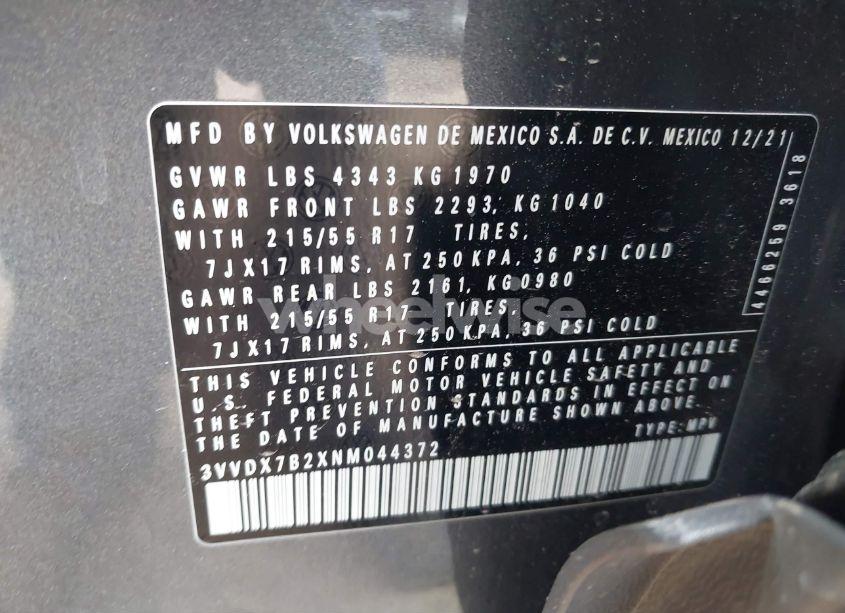 MFD BY VOLKSWAGEN DE MEXICO S.A. DE C.V. MEXICO 12/21
GVWR LBS 4343 KG 1970
GAWR FRONT LBS 2293, KG 1040
WITH 215/55 R17 TIRES,
7JX17 RIMS, AT 250 KPA, 36 PSI COLD
GAWR REAR LBS 2161, KG0980
WITH 215/55 R17 TIRES,
7JX17 RIMS, AT 250 KPA, 36 PSI COLD
THIS VEHICLE CONFORMS TO ALL APPLICABLE
U.S. FEDERAL MOTOR VEHICLE SAFETY AND
THEFT PREVENTION STANDARDS IN EFFECT ON
THE DATE OF MANUFACTURE SHOWN ABOVE.
TYPE: MPV
3VVDX7B2XNM044372
4466259 3618
wheelwise